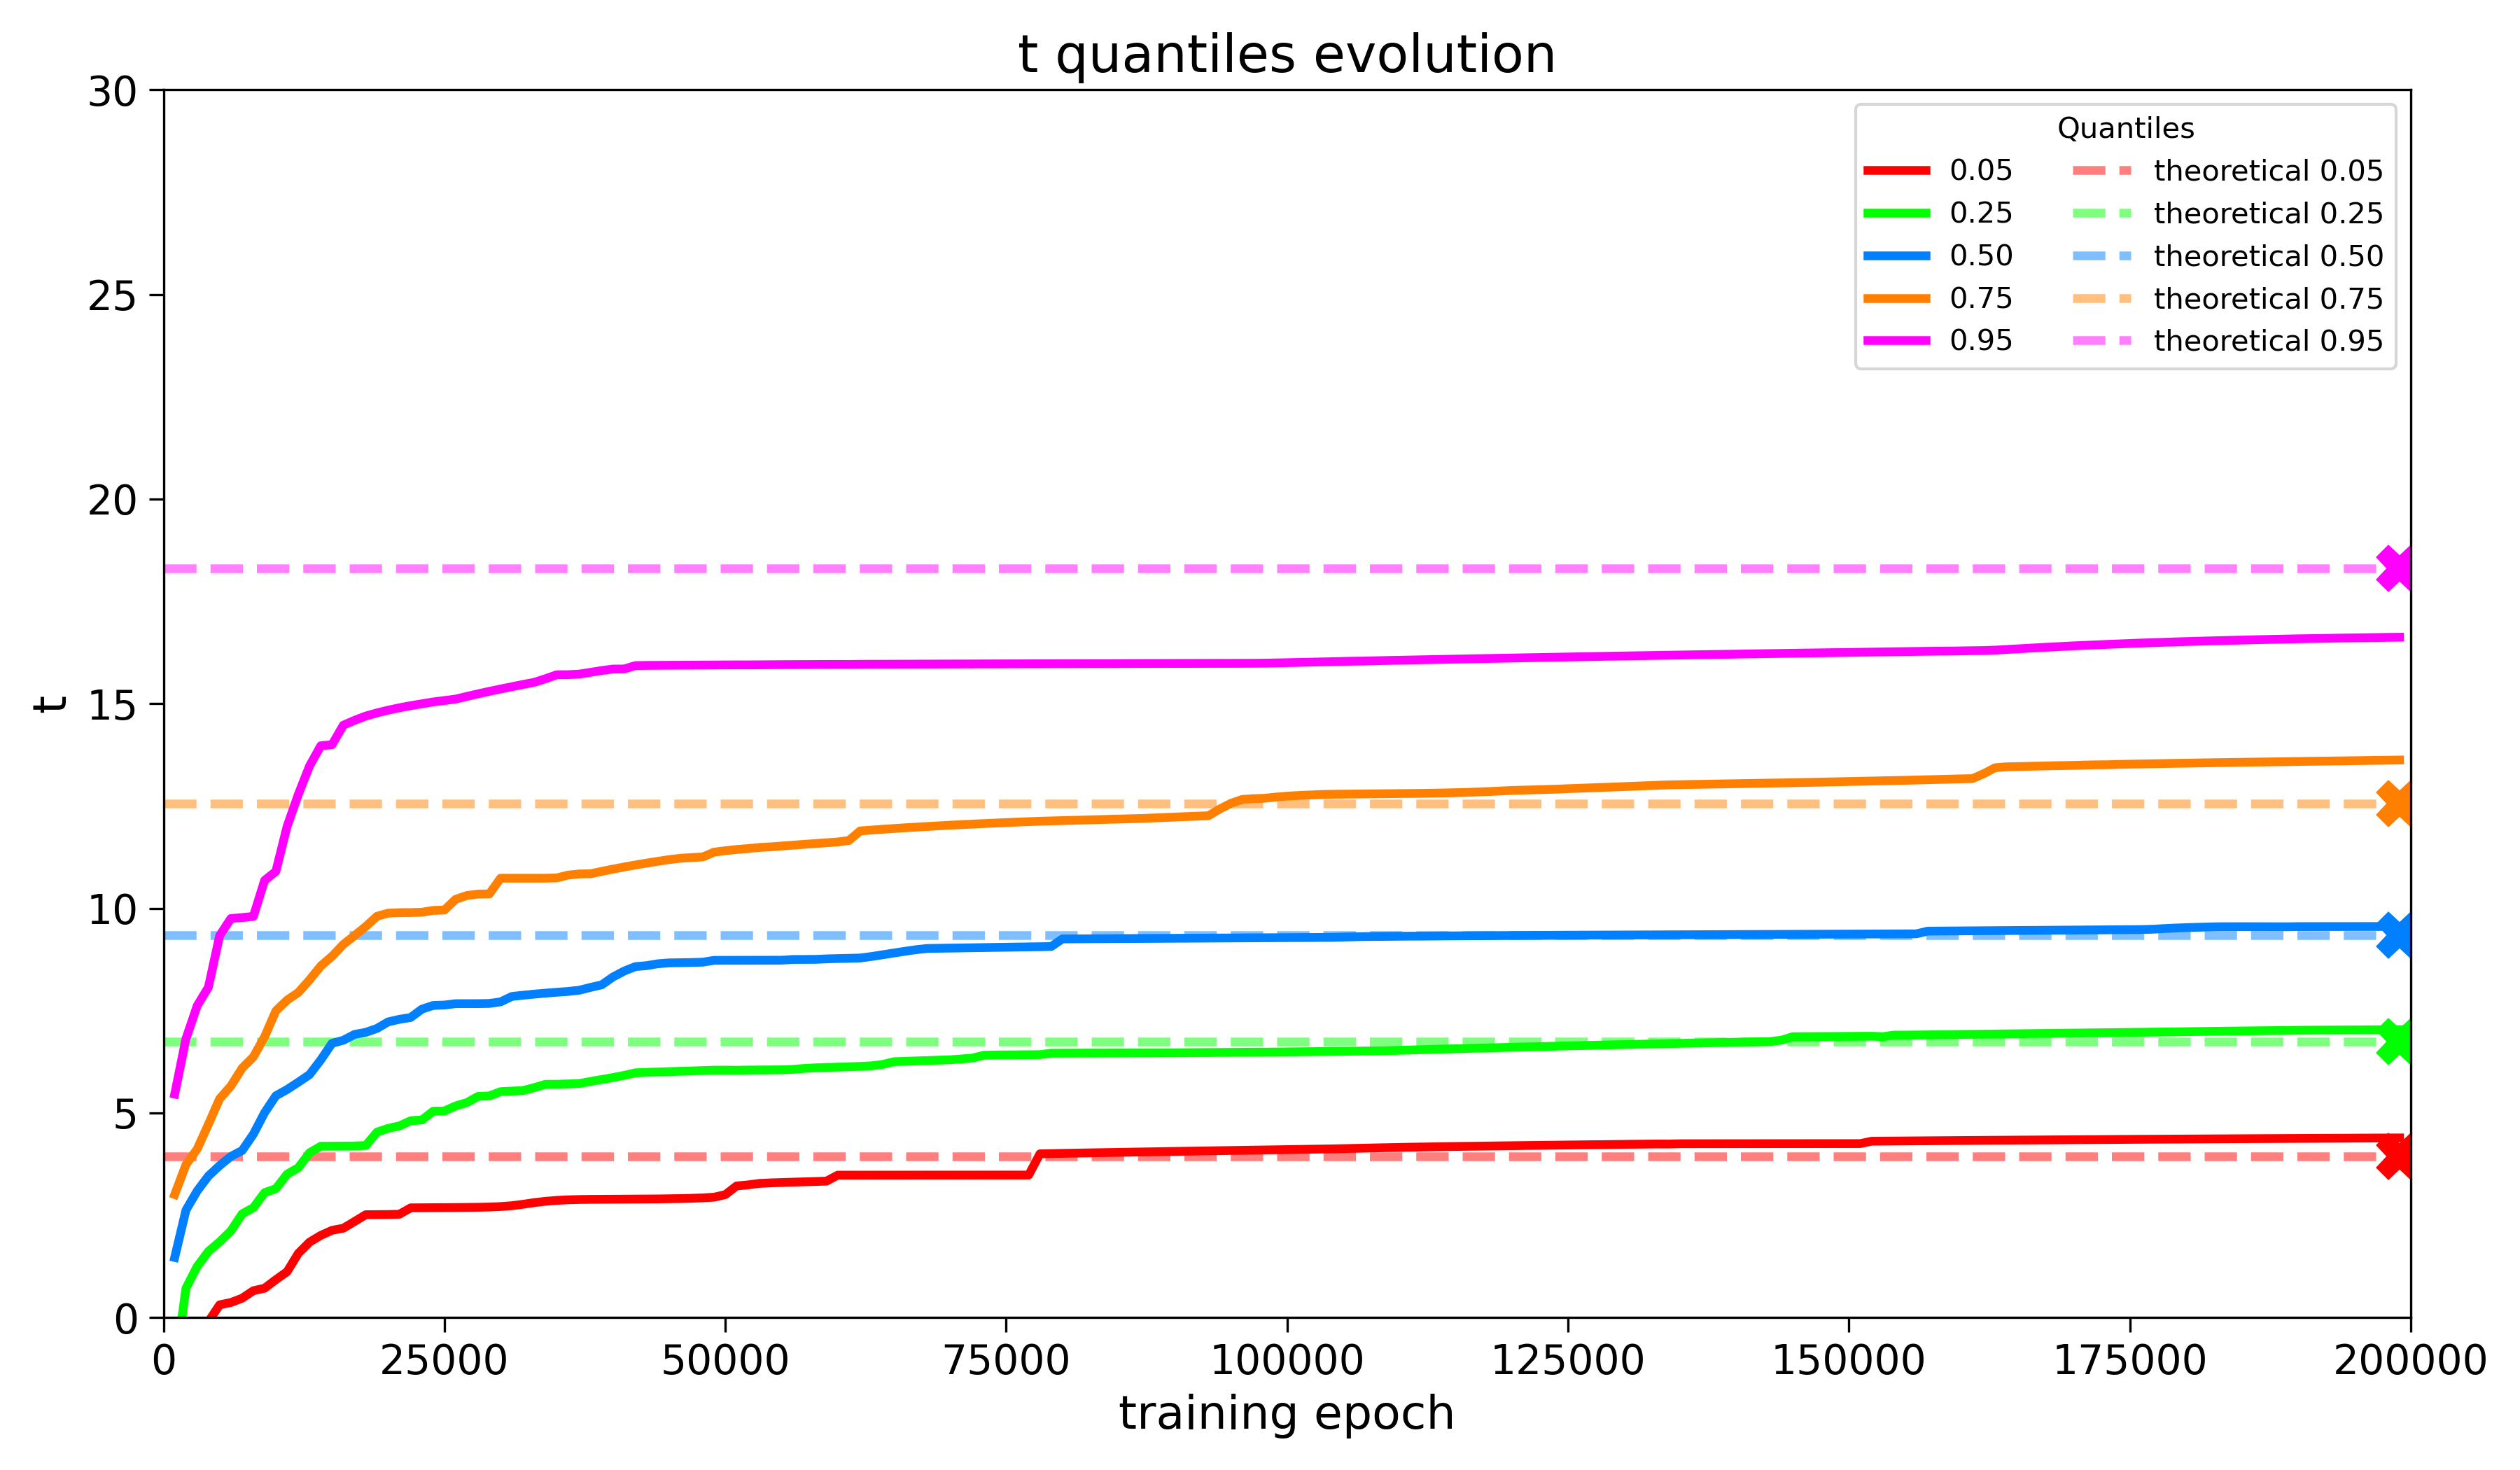 t quantiles evolution
30
25
20
15
10
5
0
t
Quantiles
0.05 theoretical 0.05
0.25 theoretical 0.25
0.50 theoretical 0.50
0.75 theoretical 0.75
0.95 theoretical 0.95
0 25000 50000 75000 100000 125000 150000 175000 200000
training epoch